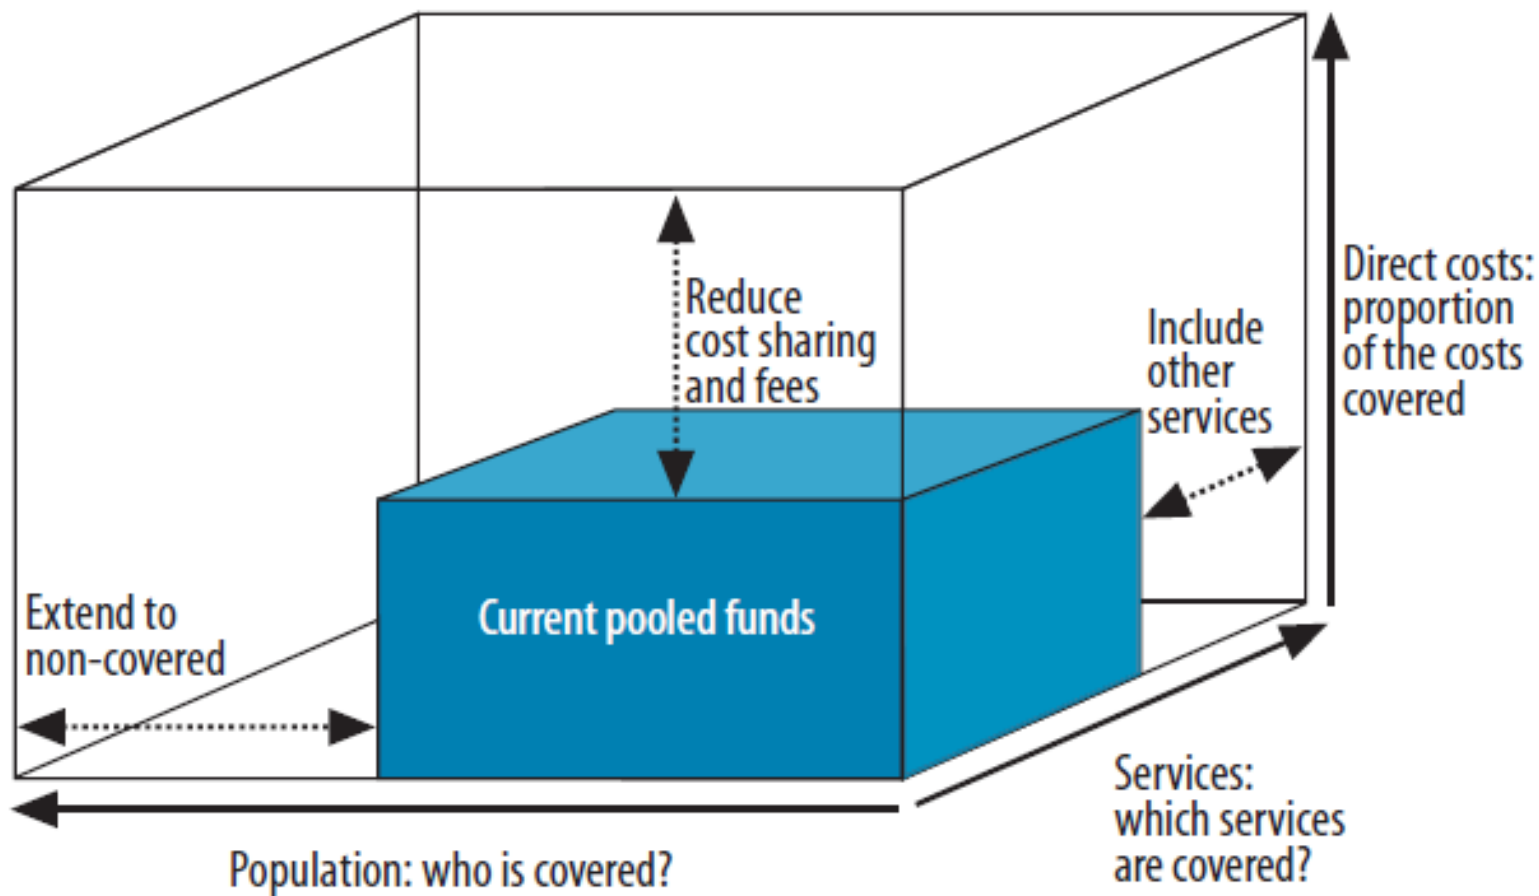 Reduce
cost sharing
and fees
Include
other
services
Direct costs:
proportion
of the costs
covered
Extend to
non-covered
Current pooled funds
Services:
which services
are covered?
Population: who is covered?